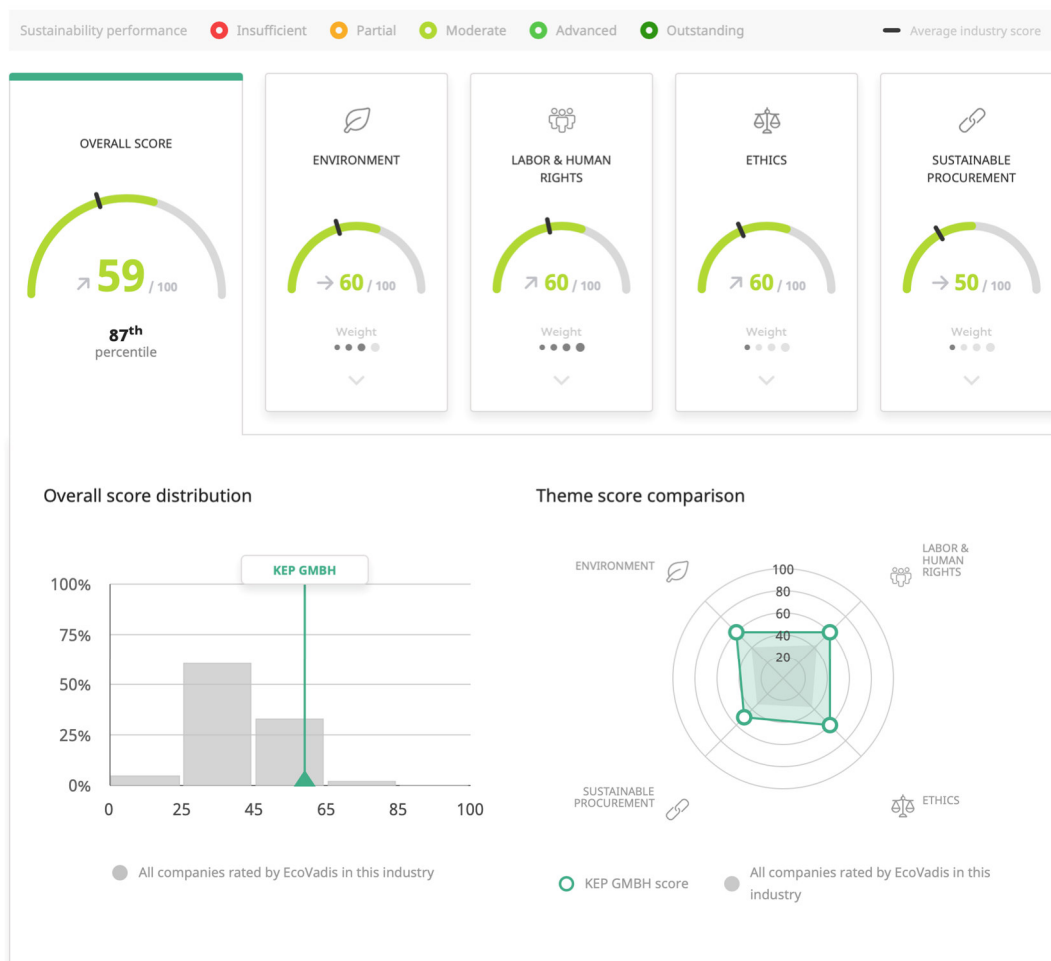 Sustainability performance Insufficient Partial Moderate Advanced Outstanding Average industry score
OVERALL SCORE
59 / 100
87th
percentile
ENVIRONMENT
60 / 100
Weight
LABOR & HUMAN
RIGHTS
60 / 100
Weight
ETHICS
60 / 100
Weight
SUSTAINABLE
PROCUREMENT
50 / 100
Weight
Overall score distribution
KEP GMBH
100%
75%
50%
25%
0%
0 25 45 65 85 100
All companies rated by EcoVadis in this industry
Theme score comparison
ENVIRONMENT
LABOR &
HUMAN
RIGHTS
100
80
60
40
20
SUSTAINABLE
PROCUREMENT
ETHICS
KEP GMBH score
All companies rated by EcoVadis in this
industry